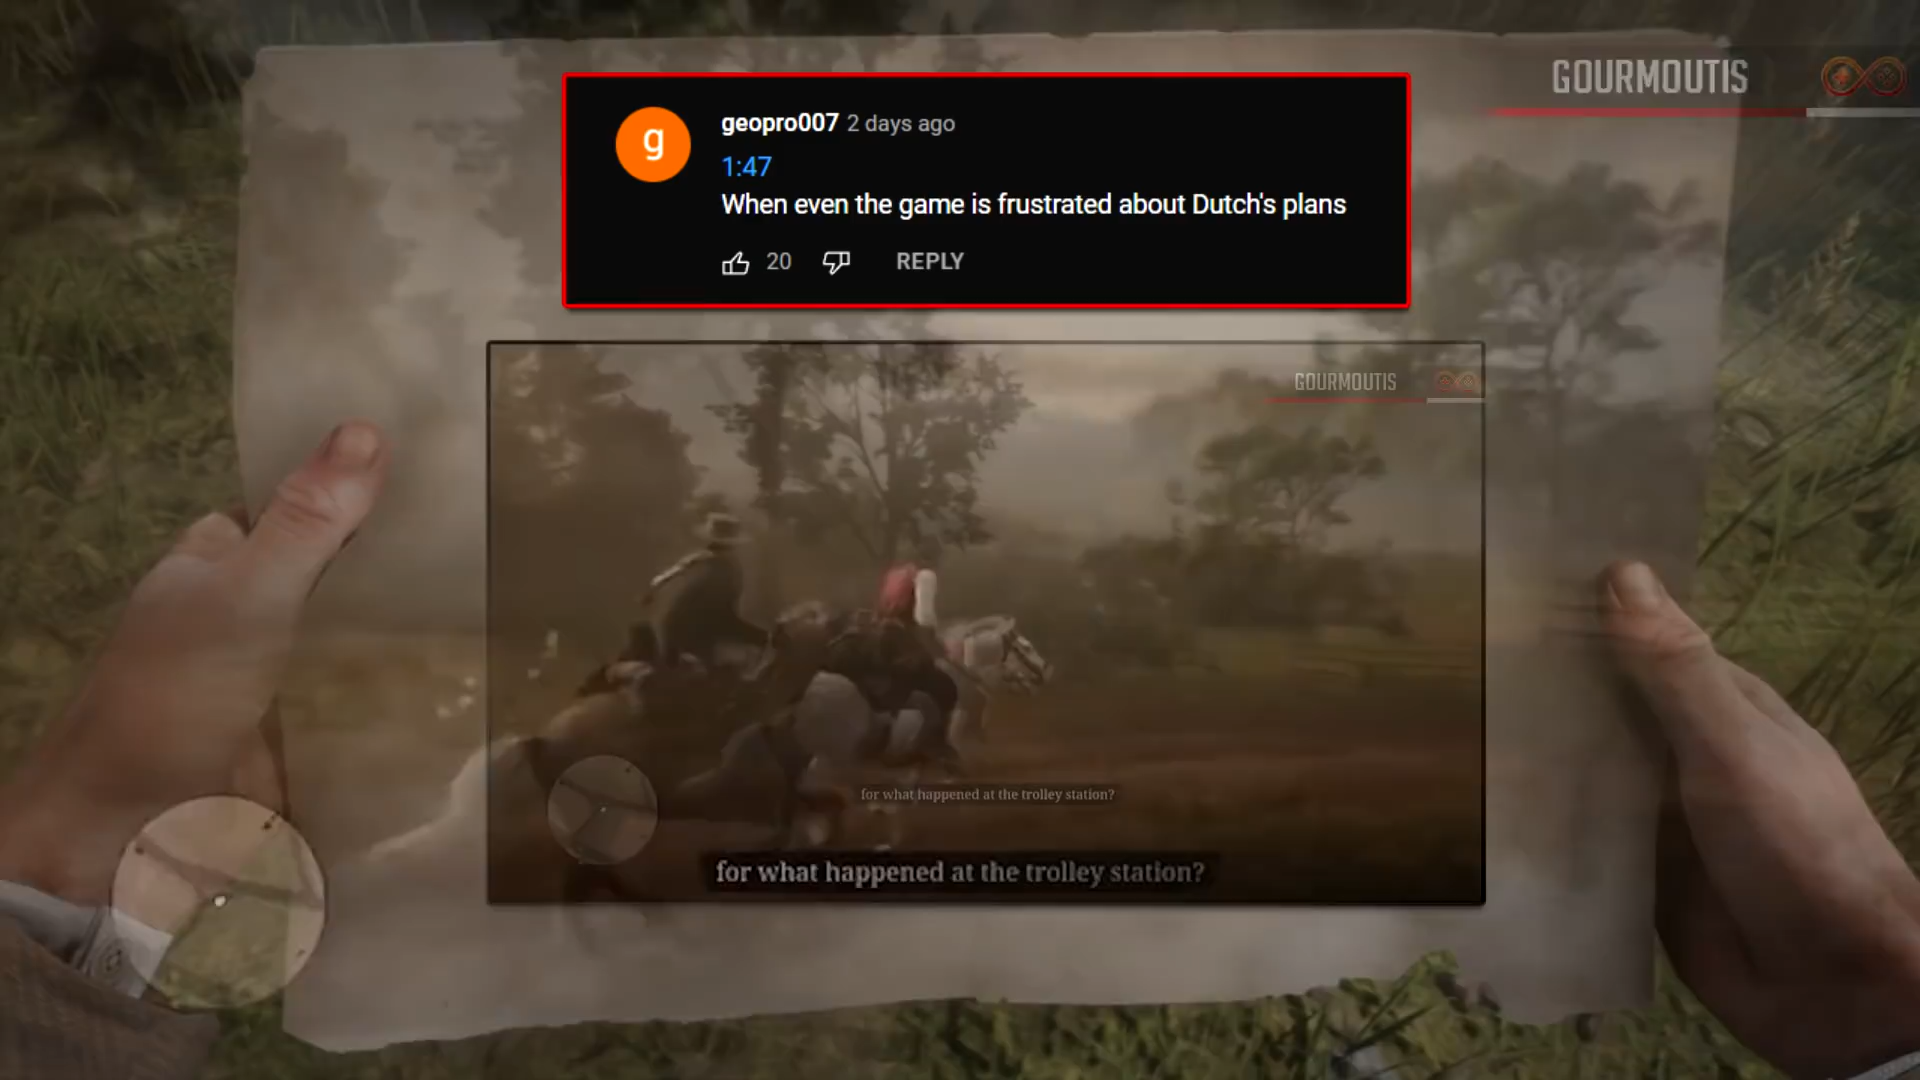 GOURMOUTIS
geopro007 2 days ago
1:47
When even the game is frustrated about Dutch's plans
20 REPLY
g
GOURMOUTIS
for what happened at the trolley station?
for what happened at the trolley station?